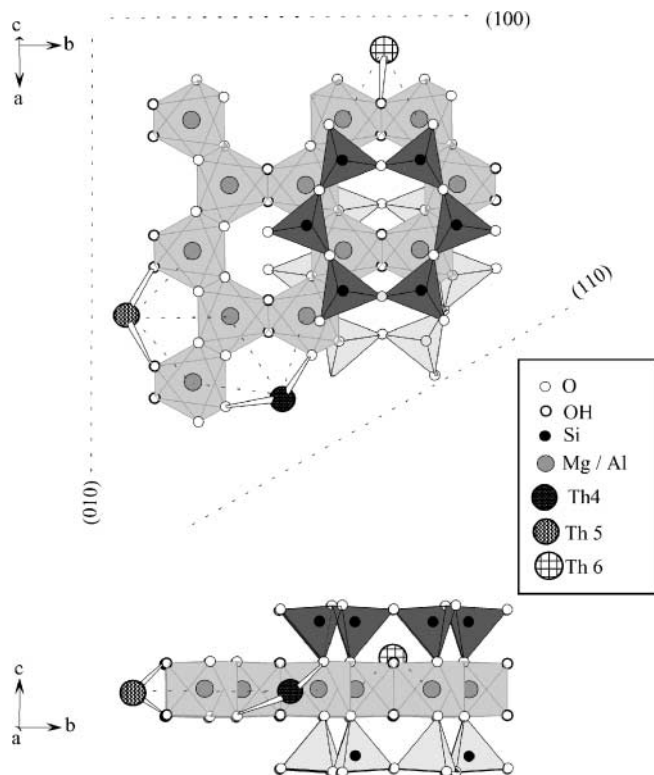 c
b
a
(100)
(110)
(010)
O
OH
Si
Mg / Al
Th4
Th 5
Th 6
c
a
b